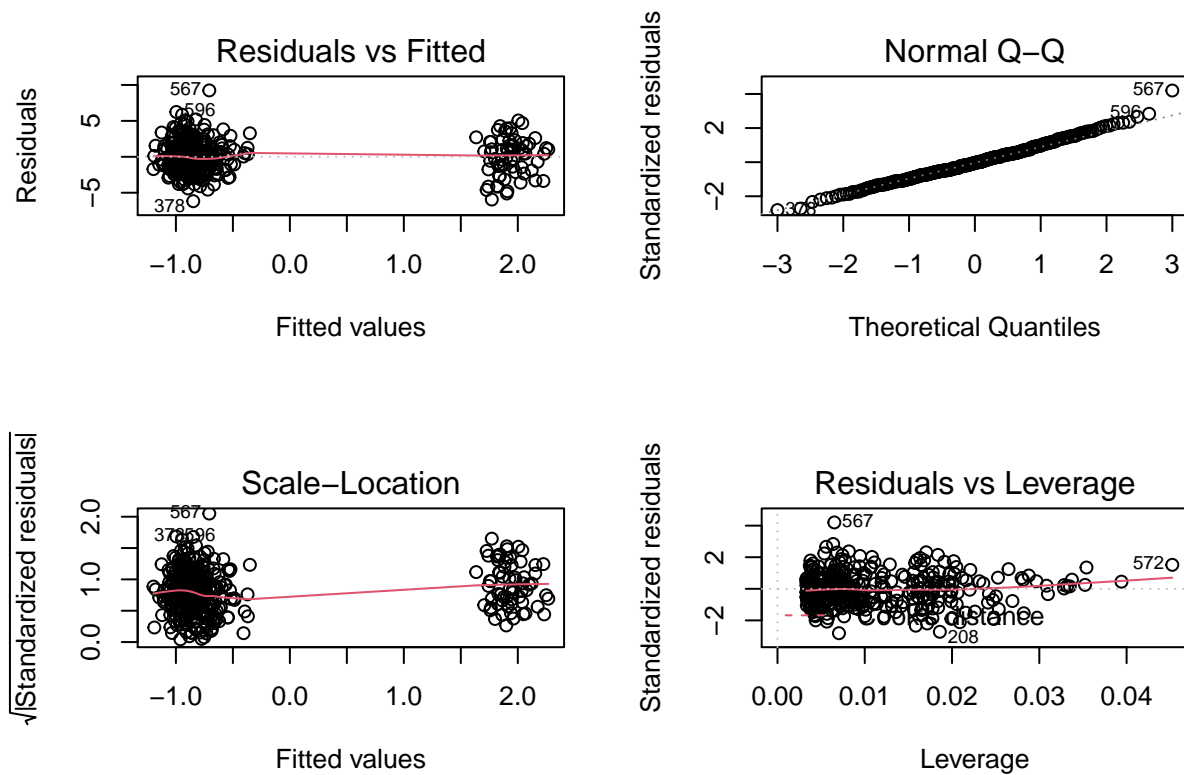 Residuals vs Fitted
Residuals
5
−5
567
596
378
−1.0 0.0 1.0 2.0
Fitted values
Normal Q−Q
Standardized residuals
2
−2
567
596
−3 −2 −1 0 1 2 3
Theoretical Quantiles
Scale−Location
√|Standardized residuals|
2.0
1.0
0.0
567
596
−1.0 0.0 1.0 2.0
Fitted values
Residuals vs Leverage
Standardized residuals
2
−2
567
572
distance
208
0.00 0.01 0.02 0.03 0.04
Leverage